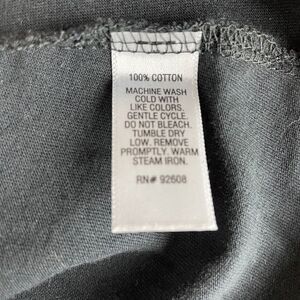 100% COTTON
MACHINE WASH
COLD WITH
LIKE COLORS.
GENTLE CYCLE.
DO NOT BLEACH.
TUMBLE DRY
LOW. REMOVE
PROMPTLY. WARM
STEAM IRON.
RN# 92608